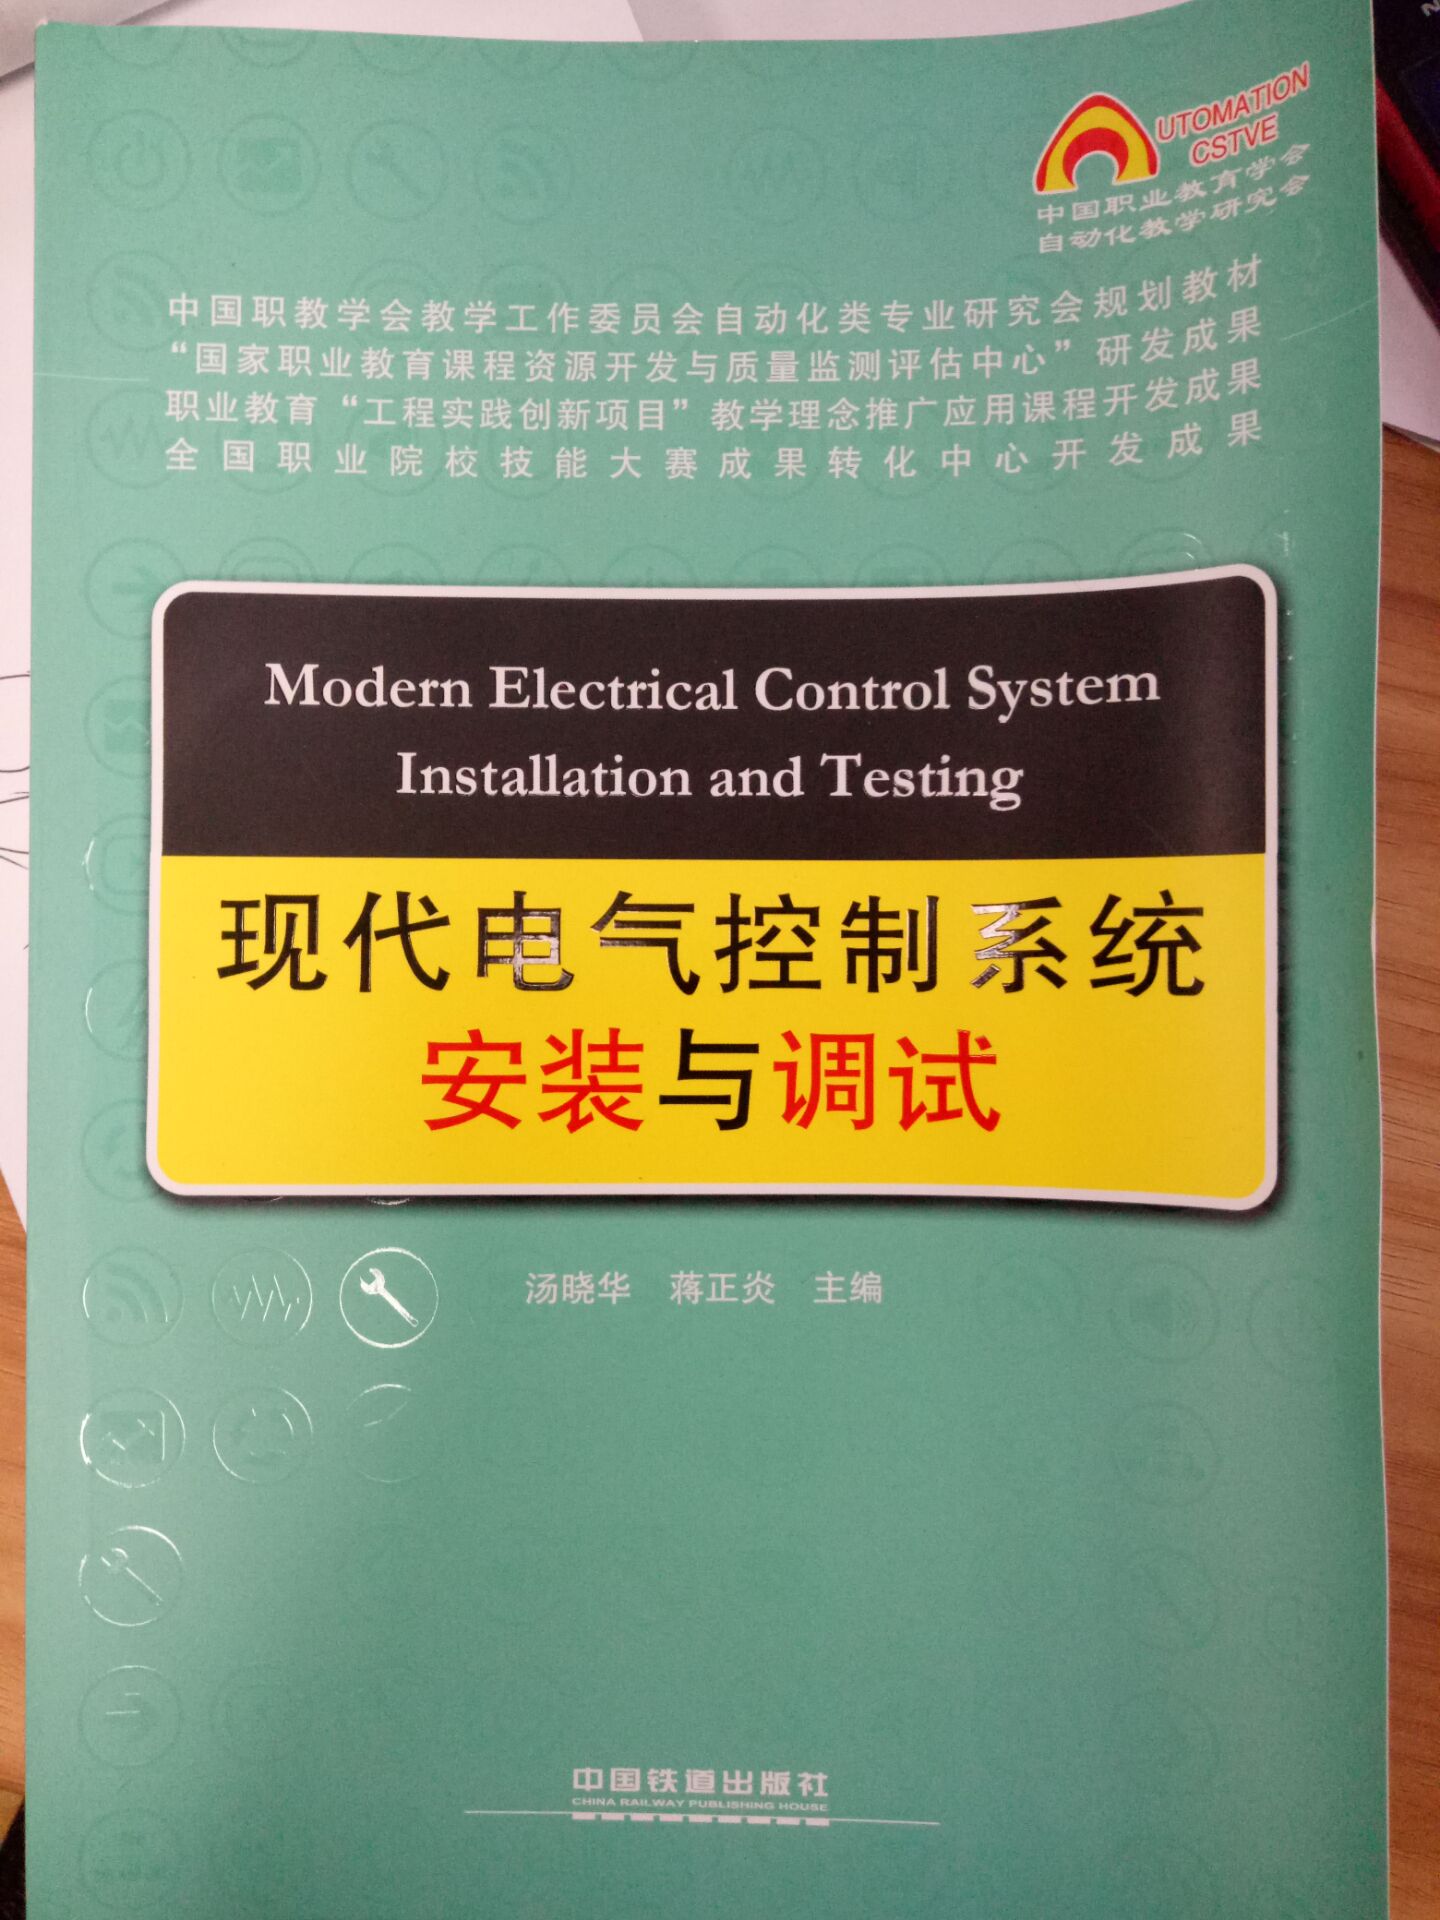 UTOMATION
CSTVE
中国职业教育学会
自动化教学研究会
中国职教学会教学工作委员会自动化类专业研究会规划教材
“国家职业教育课程资源开发与质量监测评估中心”研发成果
职业教育“工程实践创新项目”教学理念推广应用课程开发成果
全国职业院校技能大赛成果转化中心开发成果
Modern Electrical Control System
Installation and Testing
现代电气控制系统
安装与调试
汤晓华 蒋正炎 主编
中国铁道出版社
CHINA RAILWAY PUBLISHING HOUSE